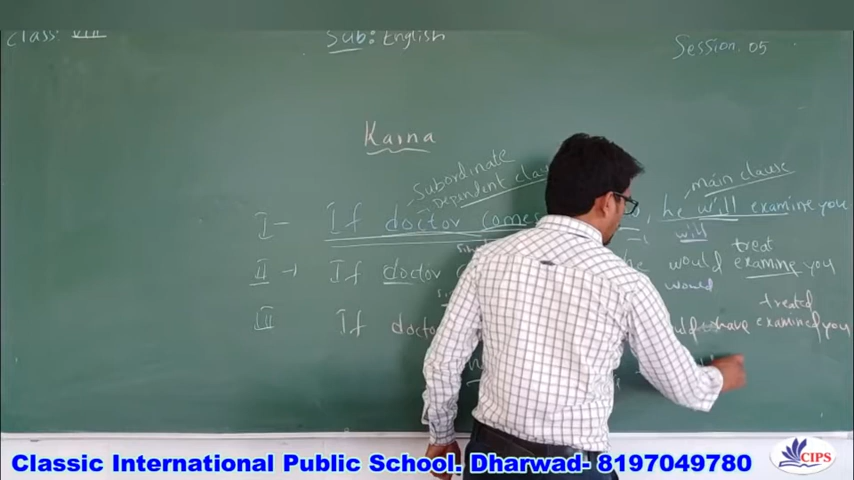 Class: VIII Sub: English Session. 05
Karna
Subordinate
Dependent main clause
I - If doctor comes he will examine you
will treat
II → If doctor would examine you
would treated
III If doctor have examined you
Classic International Public School. Dharwad- 8197049780
CIPS